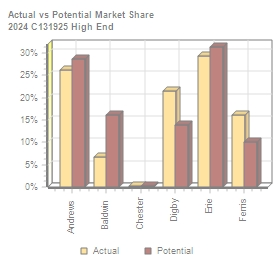 Actual vs Potential Market Share
2024 C131925 High End
30%
25%
20%
15%
10%
5%
0%
Andrews
Baldwin
Chester
Digby
Erie
Ferris
Actual
Potential